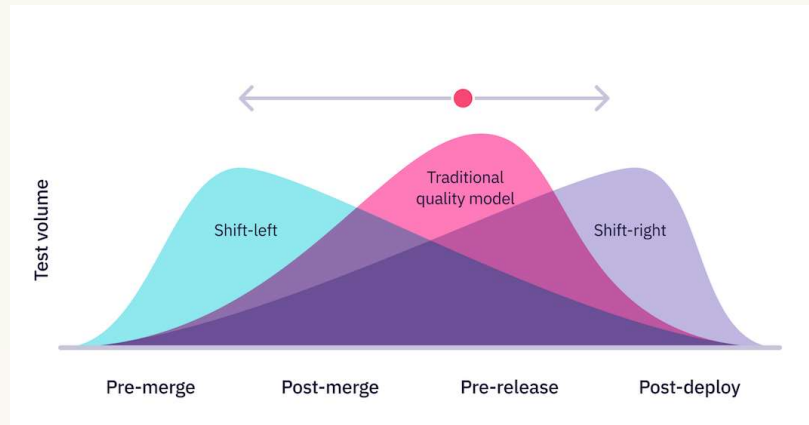 Traditional
quality model
Shift-left
Shift-right
Test volume
Pre-merge
Post-merge
Pre-release
Post-deploy